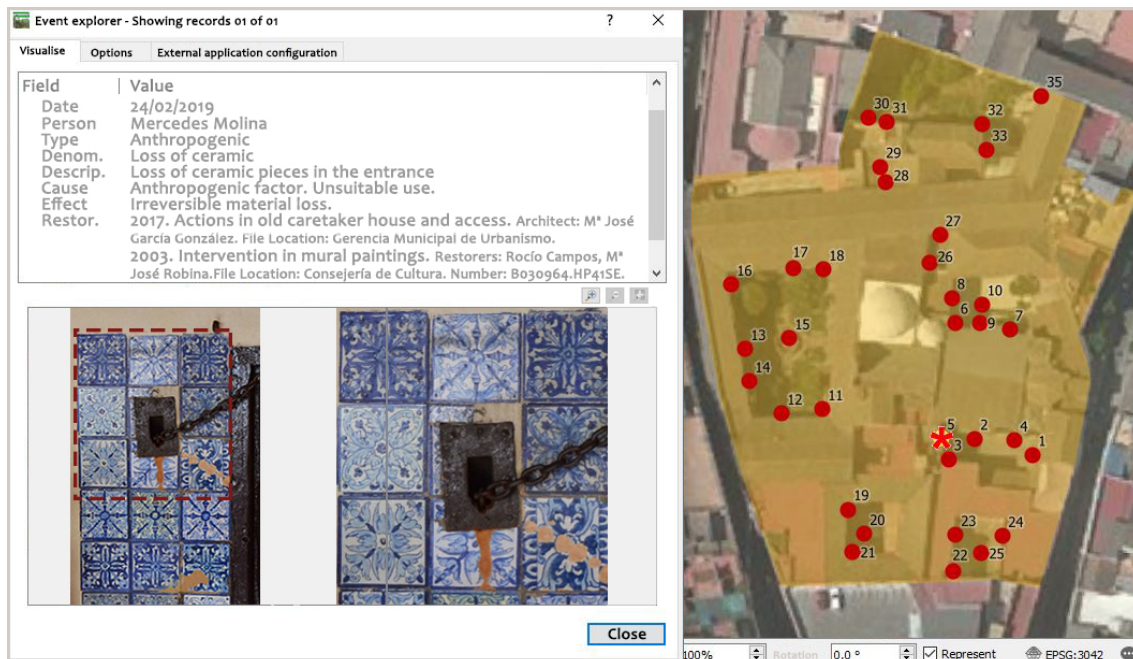 Event explorer - Showing records 01 of 01
?
Visualise Options External application configuration
Field Value
Date 24/02/2019
Person Mercedes Molina
Type Anthropogenic
Denom. Loss of ceramic
Descrip. Loss of ceramic pieces in the entrance
Cause Anthropogenic factor. Unsuitable use.
Effect Irreversible material loss.
Restor. 2017. Actions in old caretaker house and access. Architect: Mª José
García González. File Location: Gerencia Municipal de Urbanismo.
2003. Intervention in mural paintings. Restorers: Rocío Campos, Mª
José Robina.File Location: Consejería de Cultura. Number: B030964.HP41SE.
Close
35
30 31 32
33
29
28
27
26
17 18
16
8 10
6 9 7
15
13
14
12 11
5 2 4
3 1
19
20
21
23 24
22 25
100% Rotation 0.0 ° Represent EPSG:3042